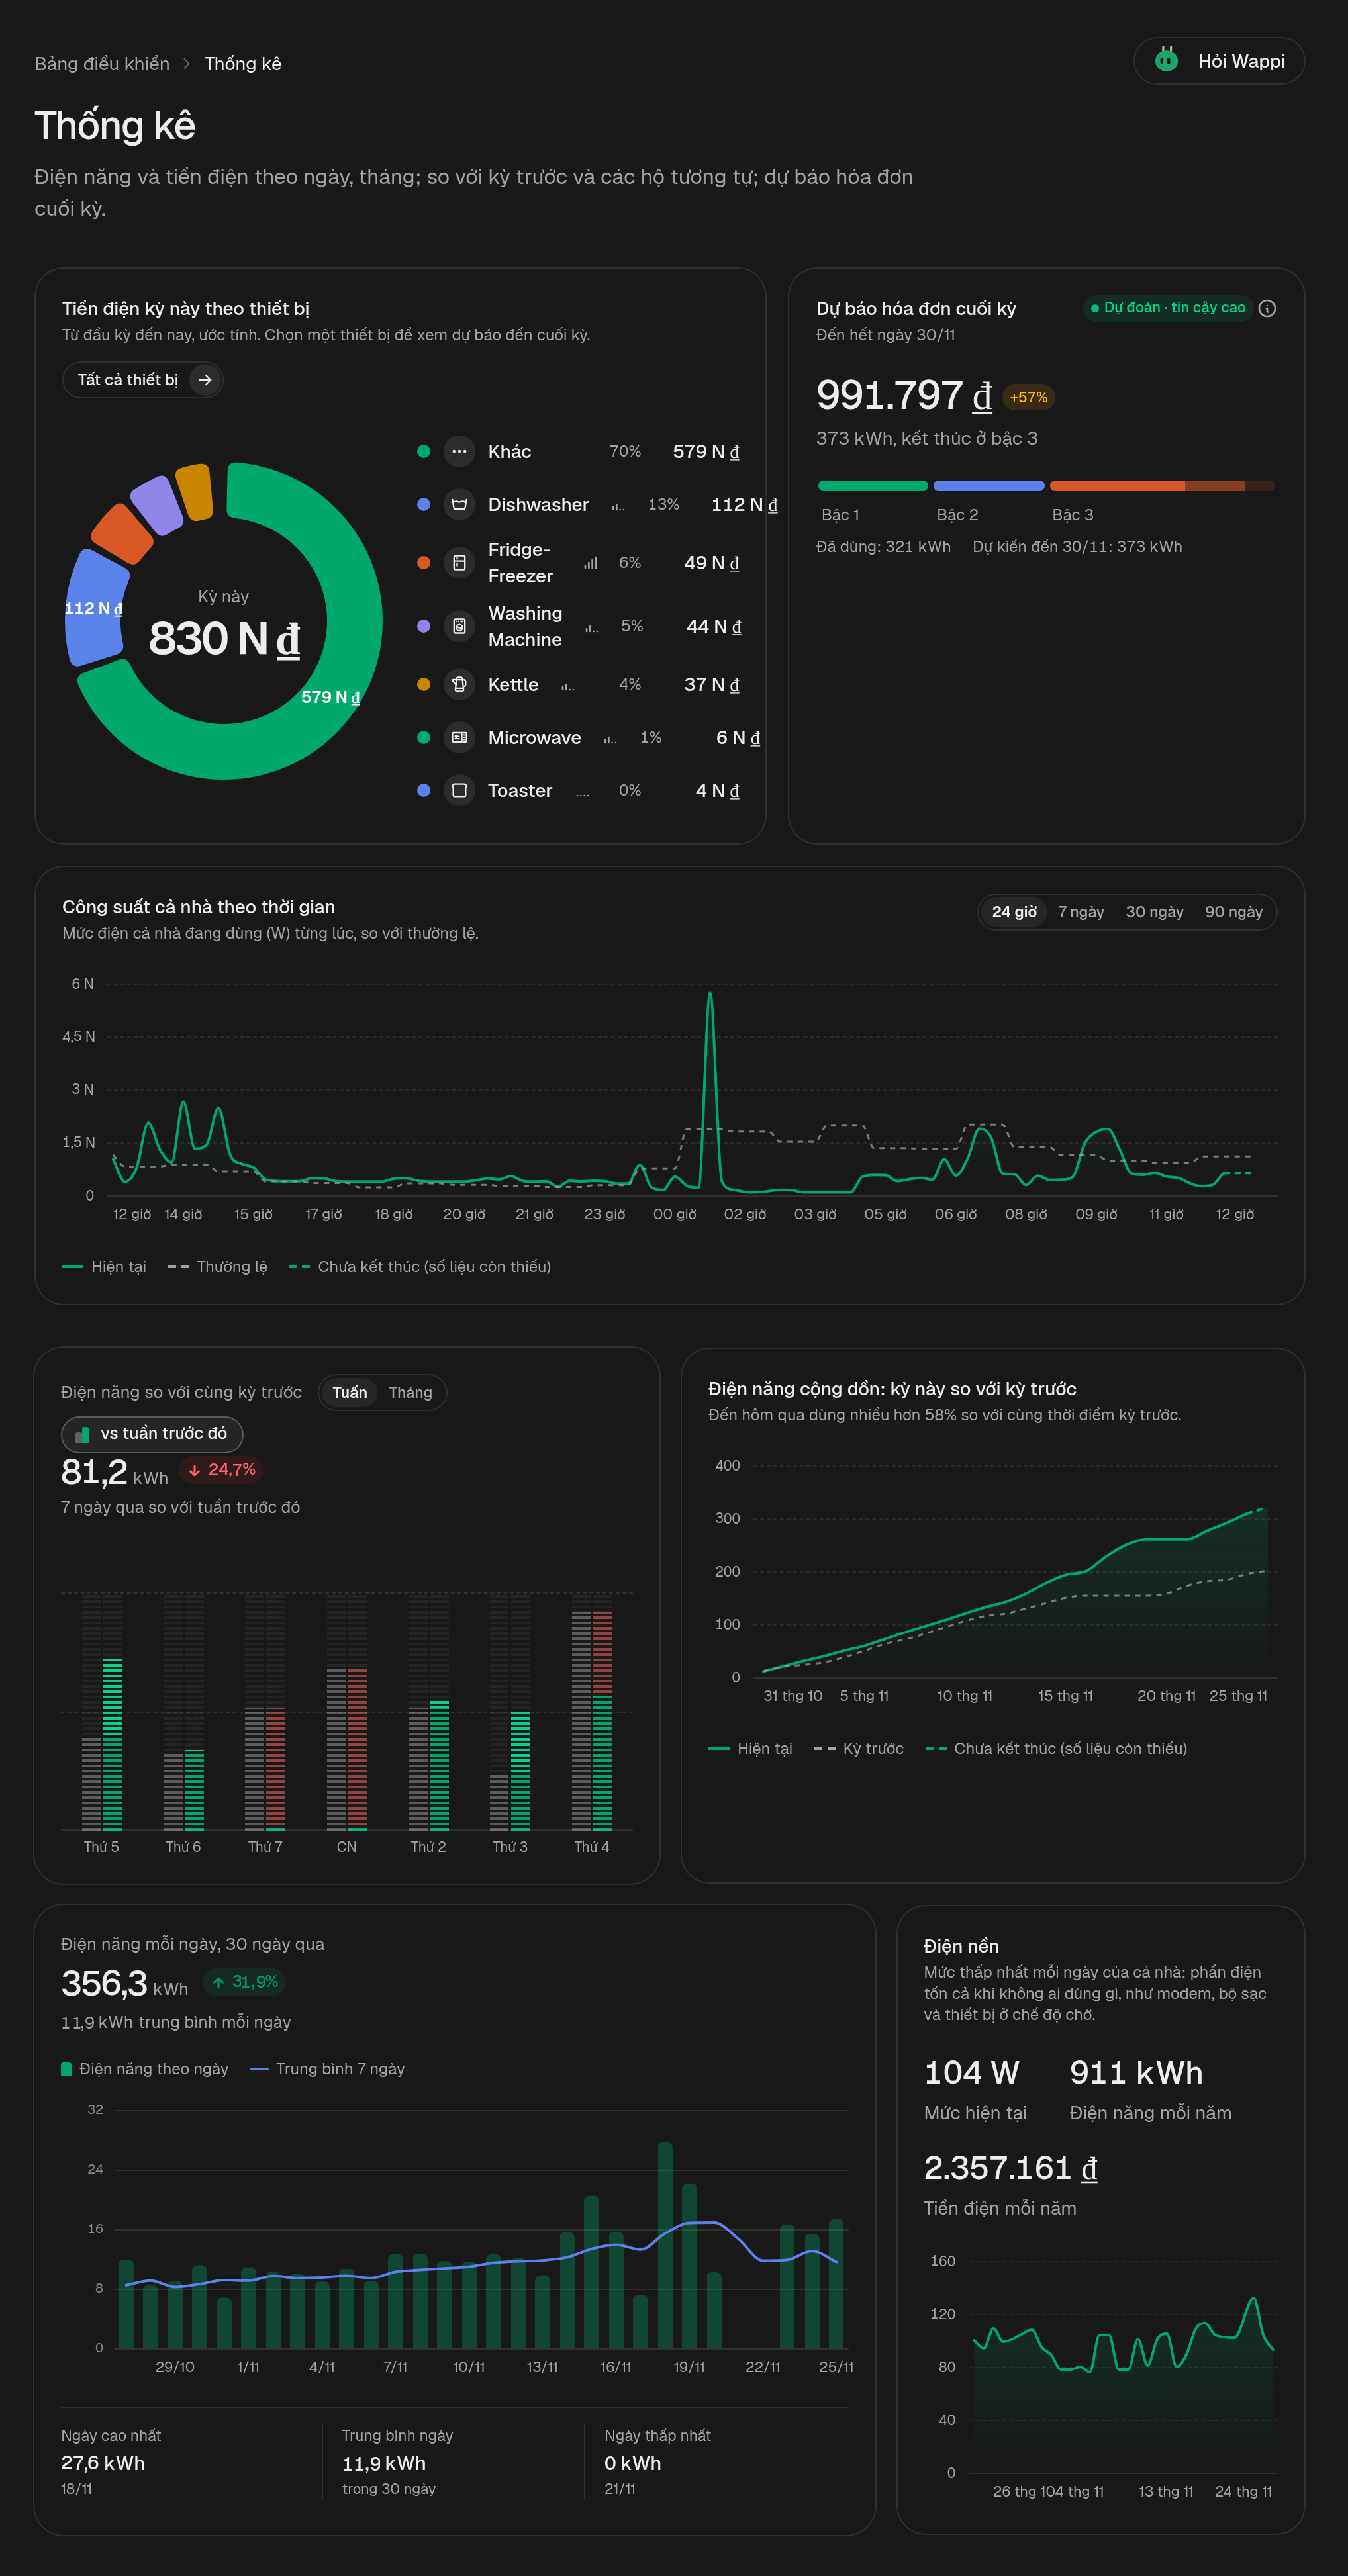 Bảng điều khiển > Thống kê
Hỏi Wappi
Thống kê
Điện năng và tiền điện theo ngày, tháng; so với kỳ trước và các hộ tương tự; dự báo hóa đơn
cuối kỳ.
Tiền điện kỳ này theo thiết bị
Từ đầu kỳ đến nay, ước tính. Chọn một thiết bị để xem dự báo đến cuối kỳ.
Tất cả thiết bị
Kỳ này
830 N ₫
112 N ₫
579 N ₫
Khác 70% 579 N ₫
Dishwasher 13% 112 N ₫
Fridge-
Freezer 6% 49 N ₫
Washing
Machine 5% 44 N ₫
Kettle 4% 37 N ₫
Microwave 1% 6 N ₫
Toaster 0% 4 N ₫
Dự báo hóa đơn cuối kỳ
Dự đoán · tin cậy cao
Đến hết ngày 30/11
991.797 ₫ +57%
373 kWh, kết thúc ở bậc 3
Bậc 1 Bậc 2 Bậc 3
Đã dùng: 321 kWh Dự kiến đến 30/11: 373 kWh
Công suất cả nhà theo thời gian
Mức điện cả nhà đang dùng (W) từng lúc, so với thường lệ.
24 giờ 7 ngày 30 ngày 90 ngày
6 N
4,5 N
3 N
1,5 N
0
12 giờ 14 giờ 15 giờ 17 giờ 18 giờ 20 giờ 21 giờ 23 giờ 00 giờ 02 giờ 03 giờ 05 giờ 06 giờ 08 giờ 09 giờ 11 giờ 12 giờ
Hiện tại Thường lệ Chưa kết thúc (số liệu còn thiếu)
Điện năng so với cùng kỳ trước Tuần Tháng
vs tuần trước đó
81,2 kWh 24,7%
7 ngày qua so với tuần trước đó
Thứ 5 Thứ 6 Thứ 7 CN Thứ 2 Thứ 3 Thứ 4
Điện năng cộng dồn: kỳ này so với kỳ trước
Đến hôm qua dùng nhiều hơn 58% so với cùng thời điểm kỳ trước.
400
300
200
100
0
31 thg 10 5 thg 11 10 thg 11 15 thg 11 20 thg 11 25 thg 11
Hiện tại Kỳ trước Chưa kết thúc (số liệu còn thiếu)
Điện năng mỗi ngày, 30 ngày qua
356,3 kWh 31,9%
11,9 kWh trung bình mỗi ngày
Điện năng theo ngày Trung bình 7 ngày
32
24
16
8
0
29/10 1/11 4/11 7/11 10/11 13/11 16/11 19/11 22/11 25/11
Ngày cao nhất
27,6 kWh
18/11
Trung bình ngày
11,9 kWh
trong 30 ngày
Ngày thấp nhất
0 kWh
21/11
Điện nền
Mức thấp nhất mỗi ngày của cả nhà: phần điện
tốn cả khi không ai dùng gì, như modem, bộ sạc
và thiết bị ở chế độ chờ.
104 W 911 kWh
Mức hiện tại Điện năng mỗi năm
2.357.161 ₫
Tiền điện mỗi năm
160
120
80
40
0
26 thg 104 thg 11 13 thg 11 24 thg 11